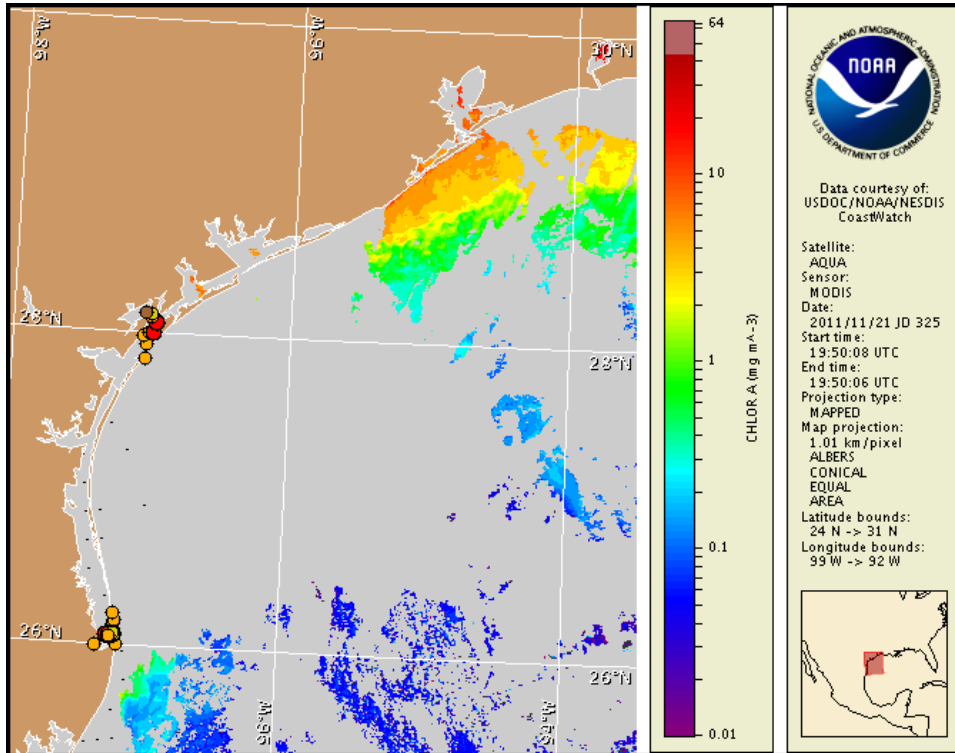 98°W
96°W
30°N
28°N
28°N
26°N
26°N
96°W
94°W
64
10
1
0.1
0.01
CHLOR A (mg m^-3)
NATIONAL OCEANIC AND ATMOSPHERIC ADMINISTRATION
NOAA
U.S. DEPARTMENT OF COMMERCE
Data courtesy of:
USDOC/NOAA/NESDIS
CoastWatch
Satellite:
AQUA
Sensor:
MODIS
Date:
2011/11/21 JD 325
Start time:
19:50:08 UTC
End time:
19:50:06 UTC
Projection type:
MAPPED
Map projection:
1.01 km/pixel
ALBERS
CONICAL
EQUAL
AREA
Latitude bounds:
24 N -> 31 N
Longitude bounds:
99 W -> 92 W